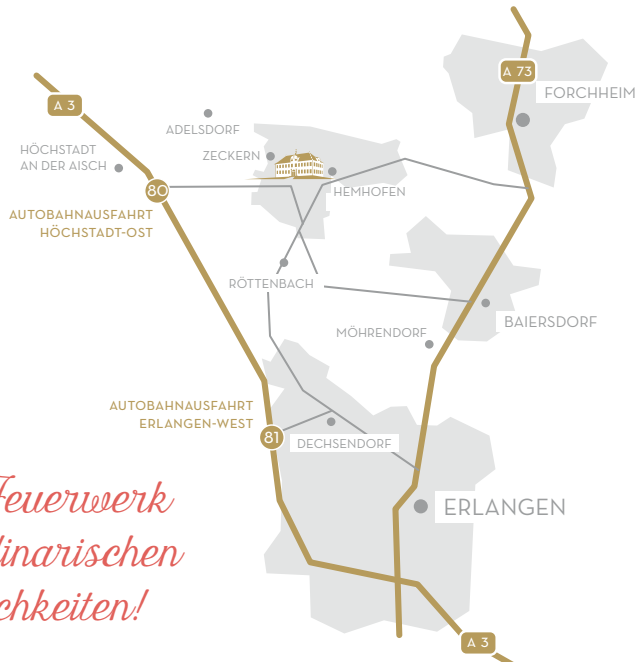 A 73
FORCHHEIM
A 3
ADELSDORF
HÖCHSTADT
AN DER AISCH
ZECKERN
HEMHOFEN
80
AUTOBAHNAUSFAHRT
HÖCHSTADT-OST
RÖTTENBACH
BAIERSDORF
MÖHRENDORF
AUTOBAHNAUSFAHRT
ERLANGEN-WEST
81
DECHSENDORF
Feuerwerk
ERLANGEN
linarischen
chkeiten!
A 3